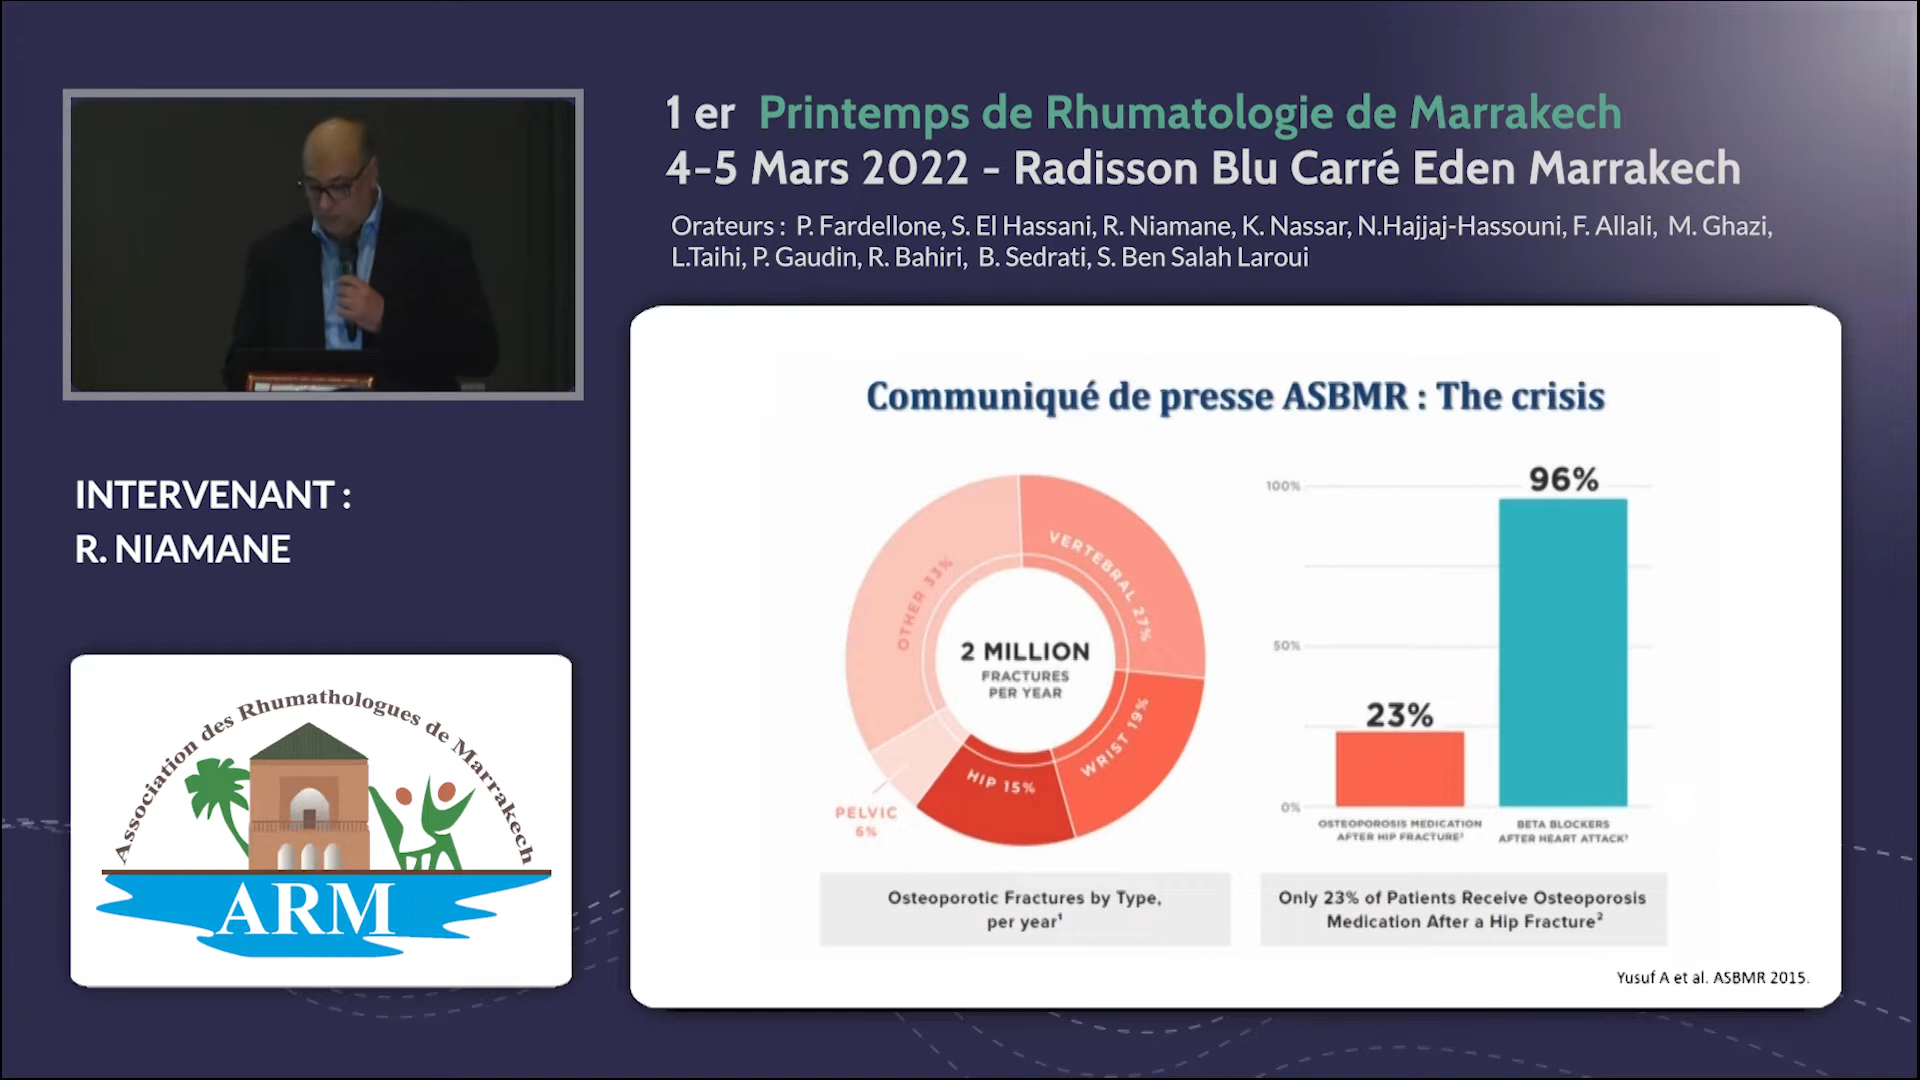 1 er Printemps de Rhumatologie de Marrakech
4-5 Mars 2022 - Radisson Blu Carré Eden Marrakech
Orateurs : P. Fardellone, S. El Hassani, R. Niamane, K. Nassar, N.Hajjaj-Hassouni, F. Allali, M. Ghazi,
L.Taihi, P. Gaudin, R. Bahiri, B. Sedrati, S. Ben Salah Laroui
INTERVENANT :
R. NIAMANE
Association des Rhumathologues de Marrakech
ARM
Communiqué de presse ASBMR : The crisis
OTHER 33%
VERTEBRAL 27%
WRIST 19%
HIP 15%
PELVIC
6%
2 MILLION
FRACTURES
PER YEAR
Osteoporotic Fractures by Type,
per year¹
100%
50%
0%
23%
96%
OSTEOPOROSIS MEDICATION
AFTER HIP FRACTURE²
BETA BLOCKERS
AFTER HEART ATTACK³
Only 23% of Patients Receive Osteoporosis
Medication After a Hip Fracture²
Yusuf A et al. ASBMR 2015.